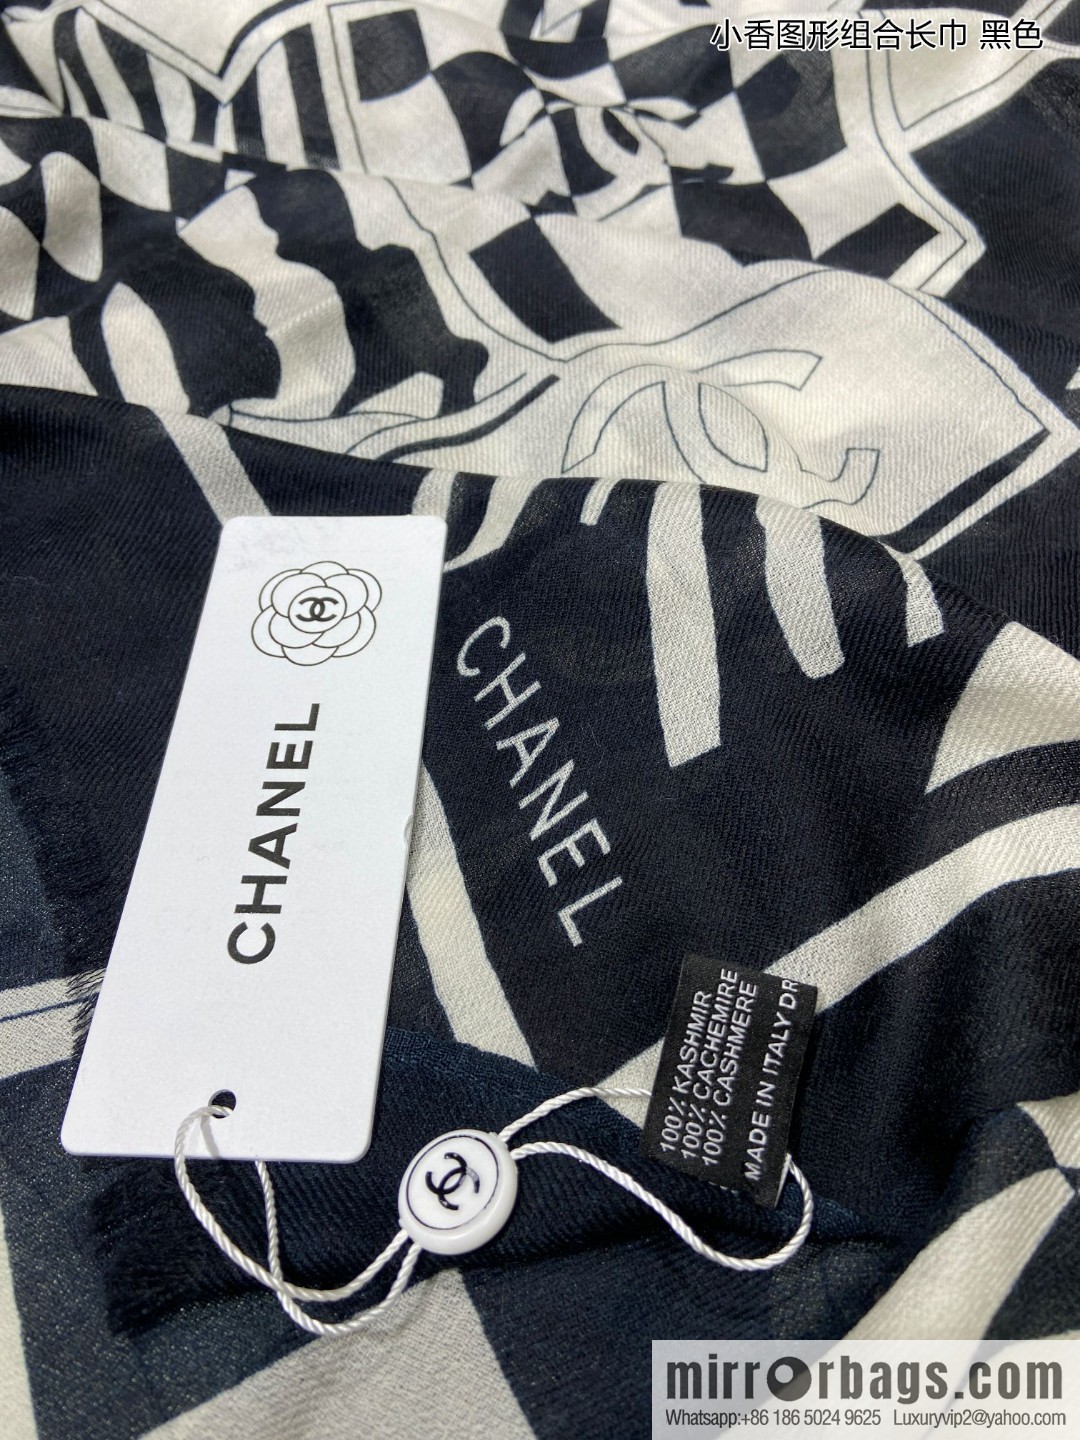 小香图形组合长巾 黑色
CHANEL
CHANEL
100% KASHMIR
100% CACHEMIRE
100% CASHMERE
MADE IN ITALY DR
mirrorbags.com
Whatsapp:+86 186 5024 9625 Luxuryvip2@yahoo.com